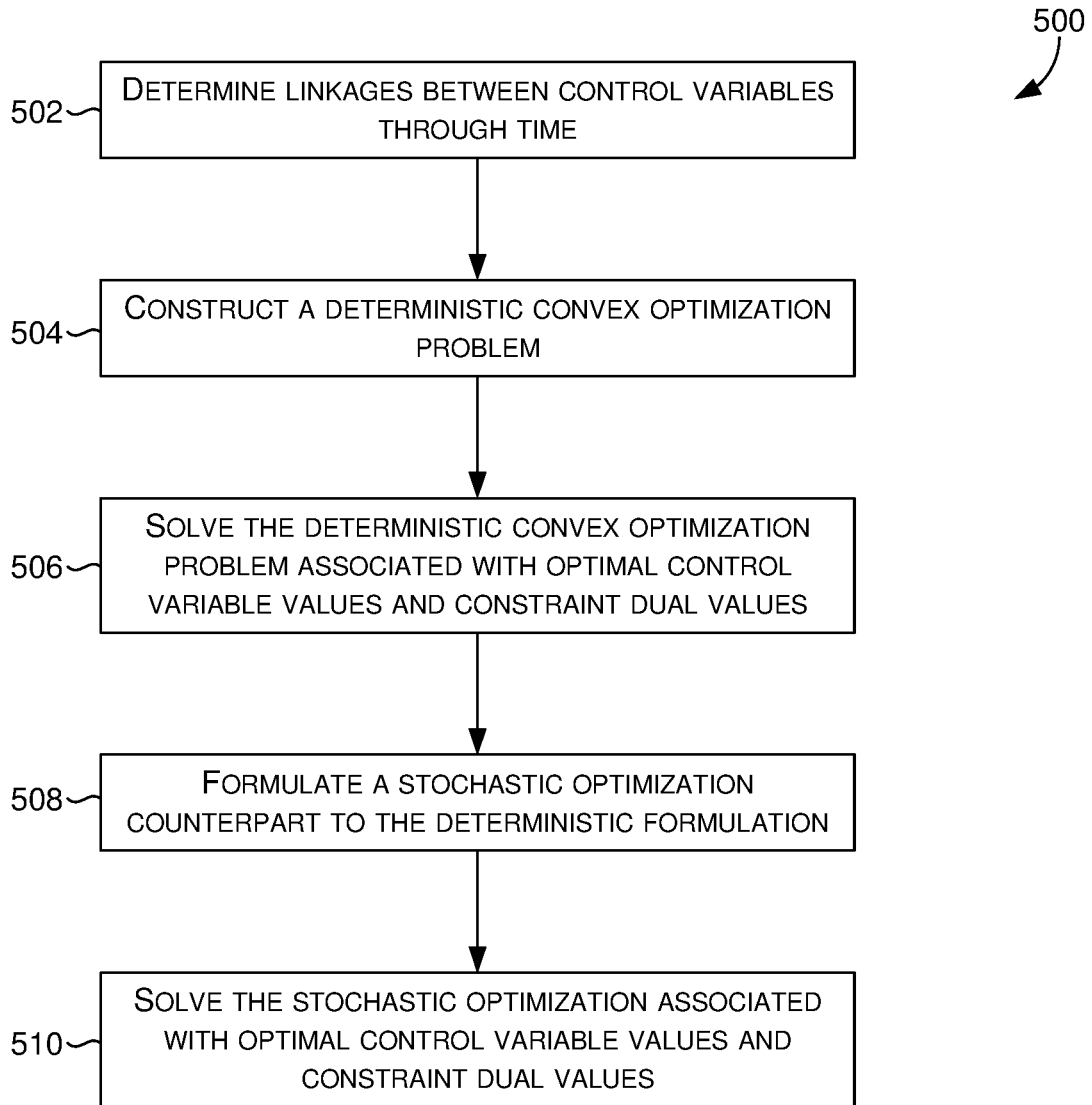 500
502
DETERMINE LINKAGES BETWEEN CONTROL VARIABLES
THROUGH TIME
504
CONSTRUCT A DETERMINISTIC CONVEX OPTIMIZATION
PROBLEM
506
SOLVE THE DETERMINISTIC CONVEX OPTIMIZATION
PROBLEM ASSOCIATED WITH OPTIMAL CONTROL
VARIABLE VALUES AND CONSTRAINT DUAL VALUES
508
FORMULATE A STOCHASTIC OPTIMIZATION
COUNTERPART TO THE DETERMINISTIC FORMULATION
510
SOLVE THE STOCHASTIC OPTIMIZATION ASSOCIATED
WITH OPTIMAL CONTROL VARIABLE VALUES AND
CONSTRAINT DUAL VALUES